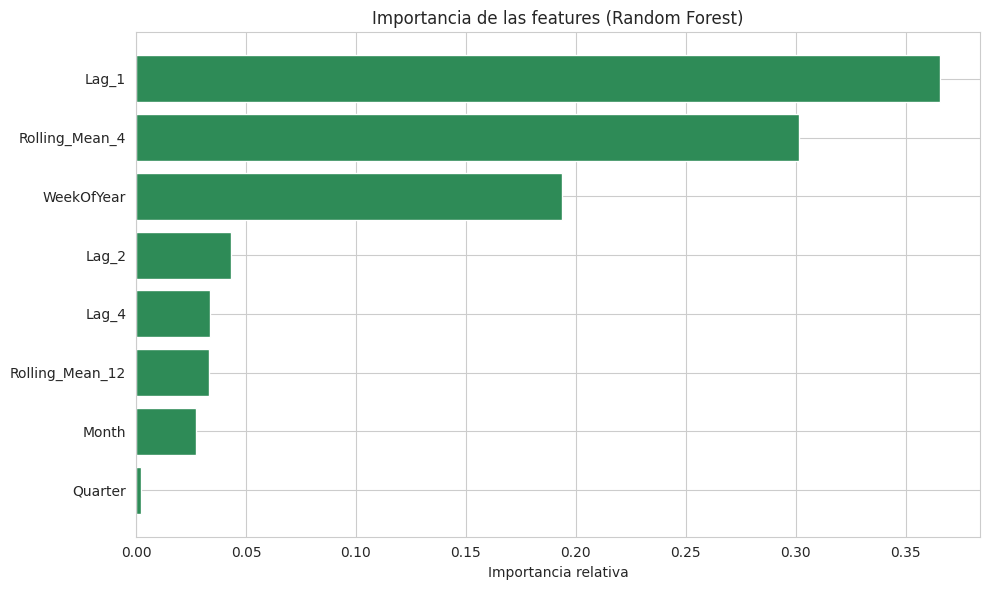 Importancia de las features (Random Forest)
Lag_1
Rolling_Mean_4
WeekOfYear
Lag_2
Lag_4
Rolling_Mean_12
Month
Quarter
0.00 0.05 0.10 0.15 0.20 0.25 0.30 0.35
Importancia relativa